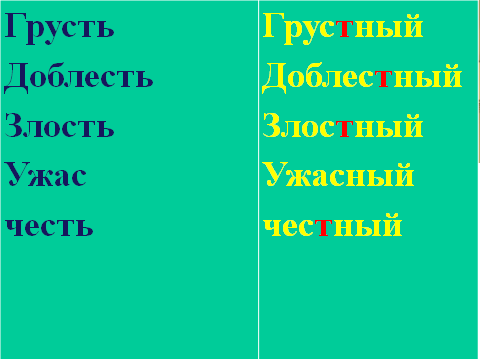 Грусть Грустный
Доблесть Доблестный
Злость Злостный
Ужас Ужасный
честь честный